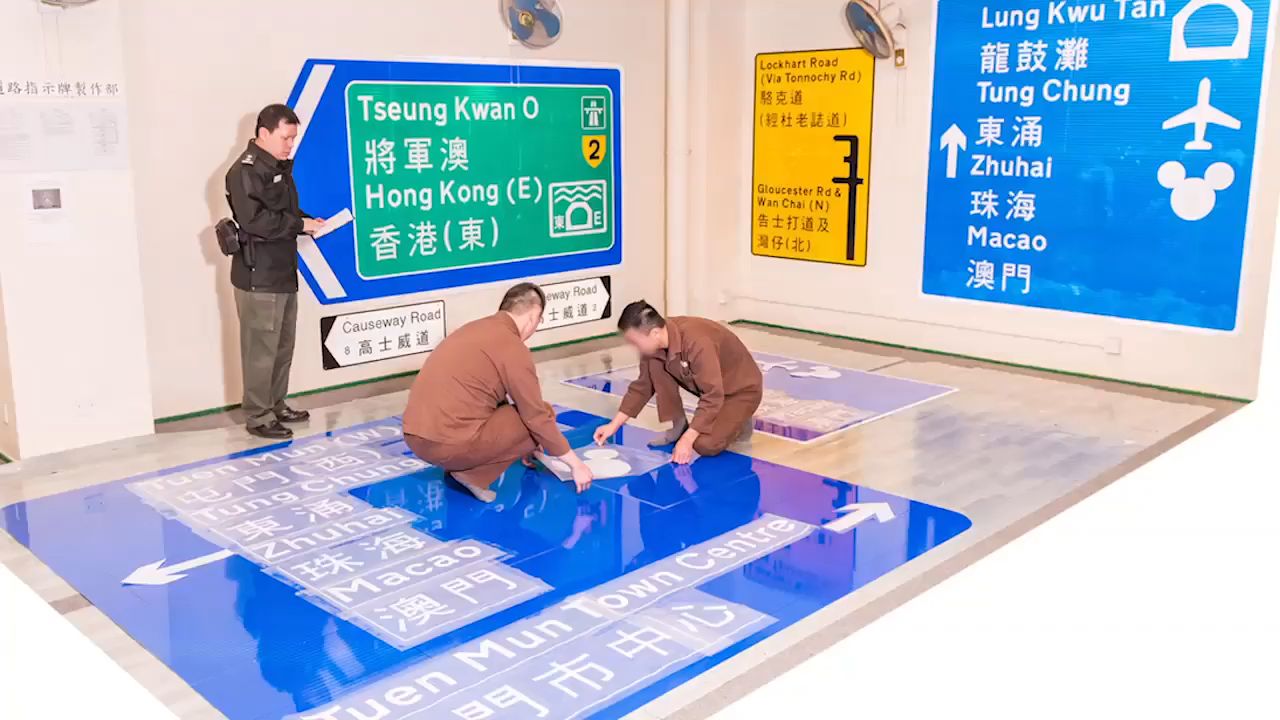 道路指示牌製作部
Tseung Kwan O
將軍澳
2
Hong Kong (E)
香港(東)
東 E
Causeway Road
8 高士威道
eway Road
士威道 3
Lockhart Road
(Via Tonnochy Rd)
駱克道
(經杜老誌道)
Gloucester Rd &
Wan Chai (N)
告士打道及
灣仔(北)
Lung Kwu Tan
龍鼓灘
Tung Chung
東涌
Zhuhai
珠海
Macao
澳門
Tuen Mun (W)
屯門(西)
Tung Chung
東涌
Zhuhai
珠海
Macao
澳門
Tuen Mun Town Centre
門市中心